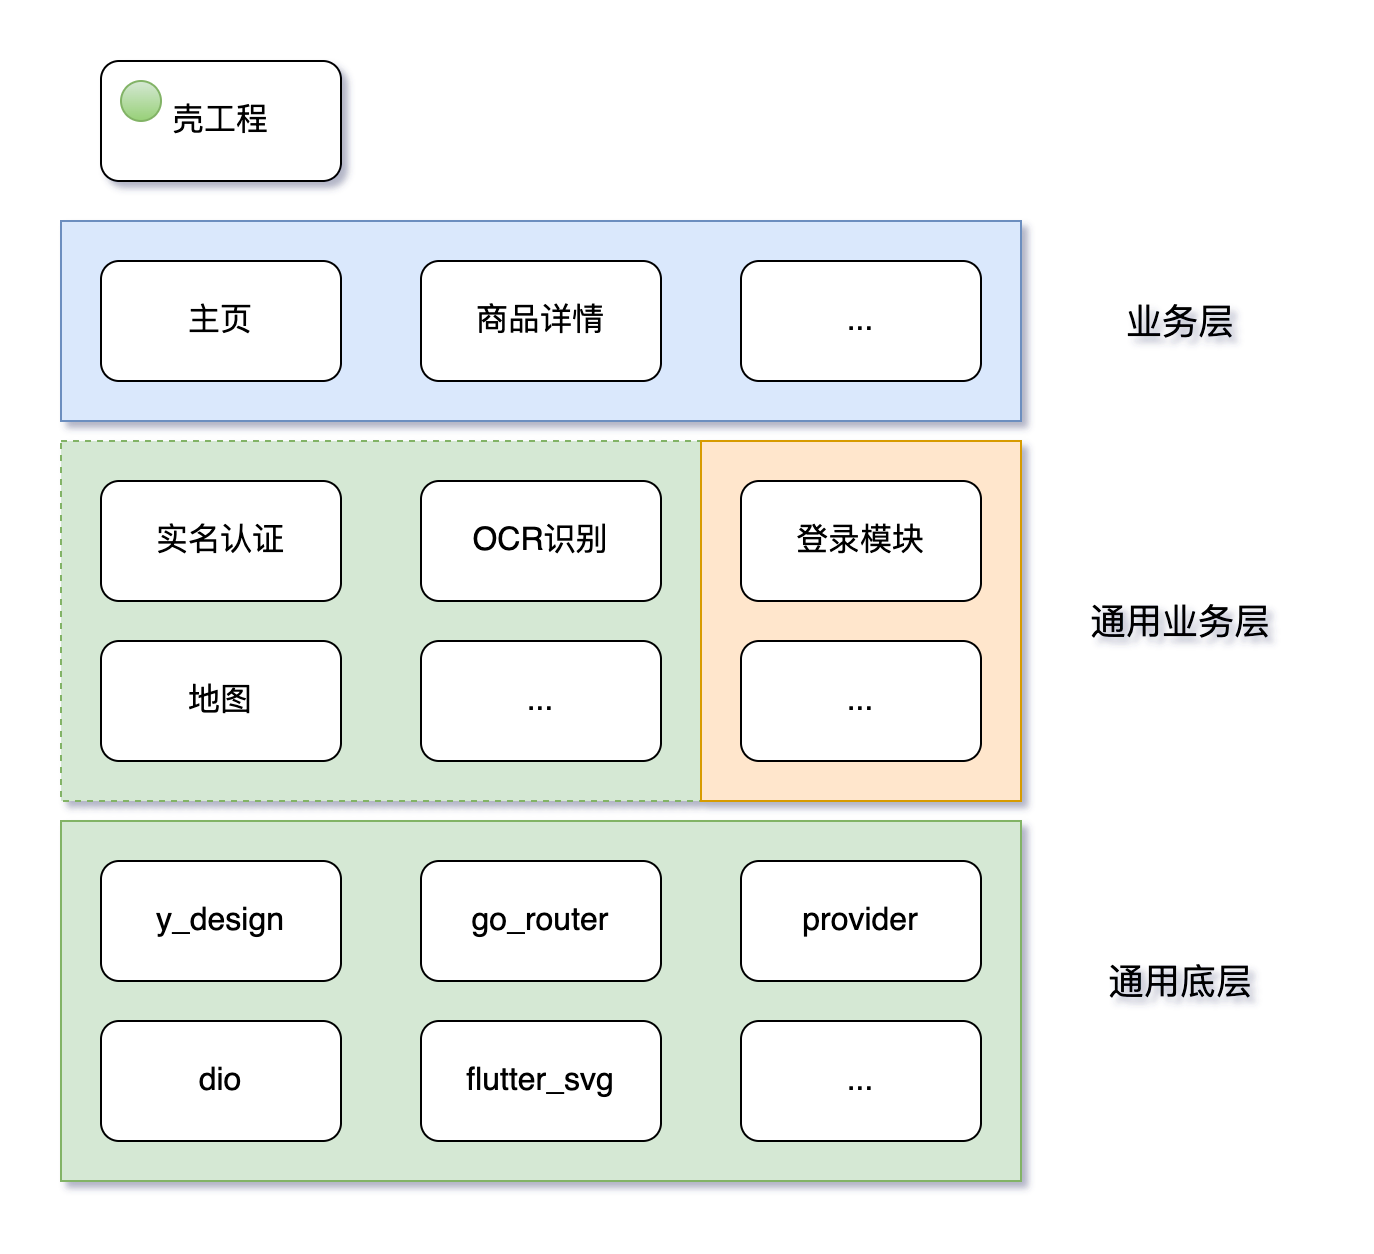 壳工程
主页
商品详情
...
业务层
实名认证
OCR识别
登录模块
地图
...
...
通用业务层
y_design
go_router
provider
dio
flutter_svg
...
通用底层